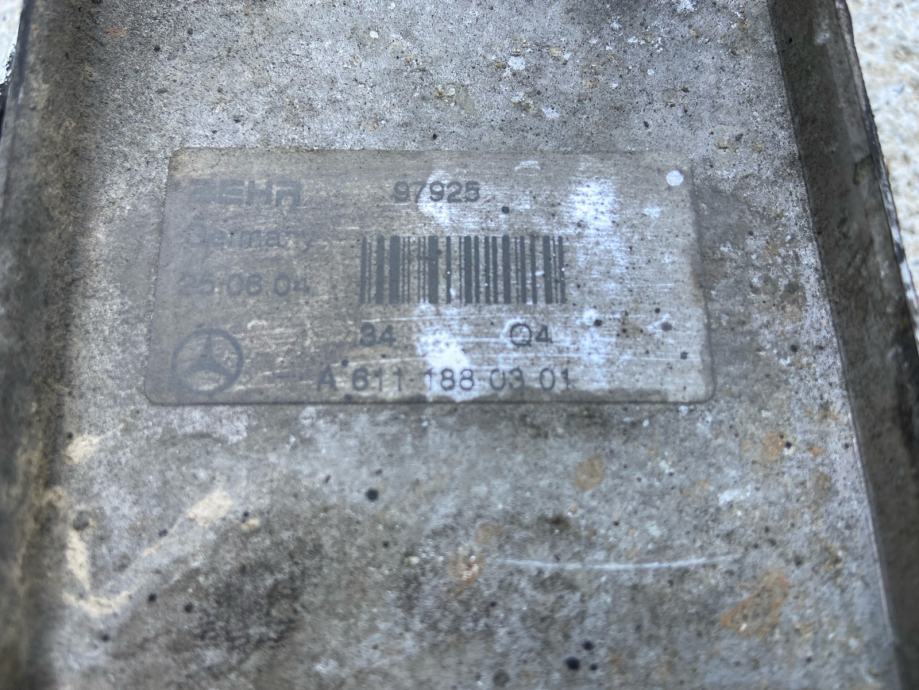 BEHR 97925
Germany
25.06.04
34 Q4
A 611 188 03 01